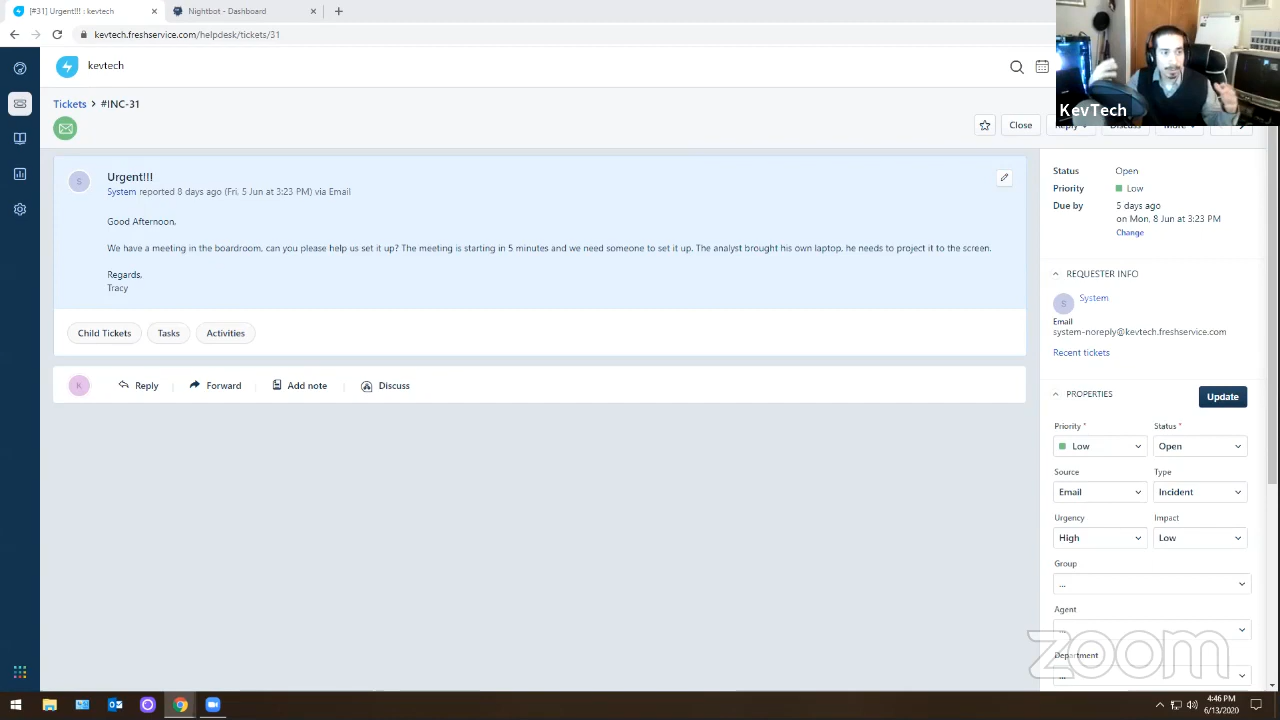 [#31] Urgent!!! : kevtech
Nightbot - Dashboard
kevtech.freshservice.com/helpdesk/tickets/31
kevtech
KevTech
Tickets > #INC-31
Close
Reply
Discuss
More
S
Urgent!!!
System reported 8 days ago (Fri, 5 Jun at 3:23 PM) via Email
Good Afternoon,
We have a meeting in the boardroom, can you please help us set it up? The meeting is starting in 5 minutes and we need someone to set it up. The analyst brought his own laptop, he needs to project it to the screen.
Regards,
Tracy
Child Tickets
Tasks
Activities
K
Reply
Forward
Add note
Discuss
Status Open
Priority Low
Due by 5 days ago
on Mon, 8 Jun at 3:23 PM
Change
REQUESTER INFO
S
System
Email
system-noreply@kevtech.freshservice.com
Recent tickets
PROPERTIES
Update
Priority * Status *
Low Open
Source Type
Email Incident
Urgency Impact
High Low
Group
...
Agent
...
Department
...
zoom
4:46 PM
6/13/2020